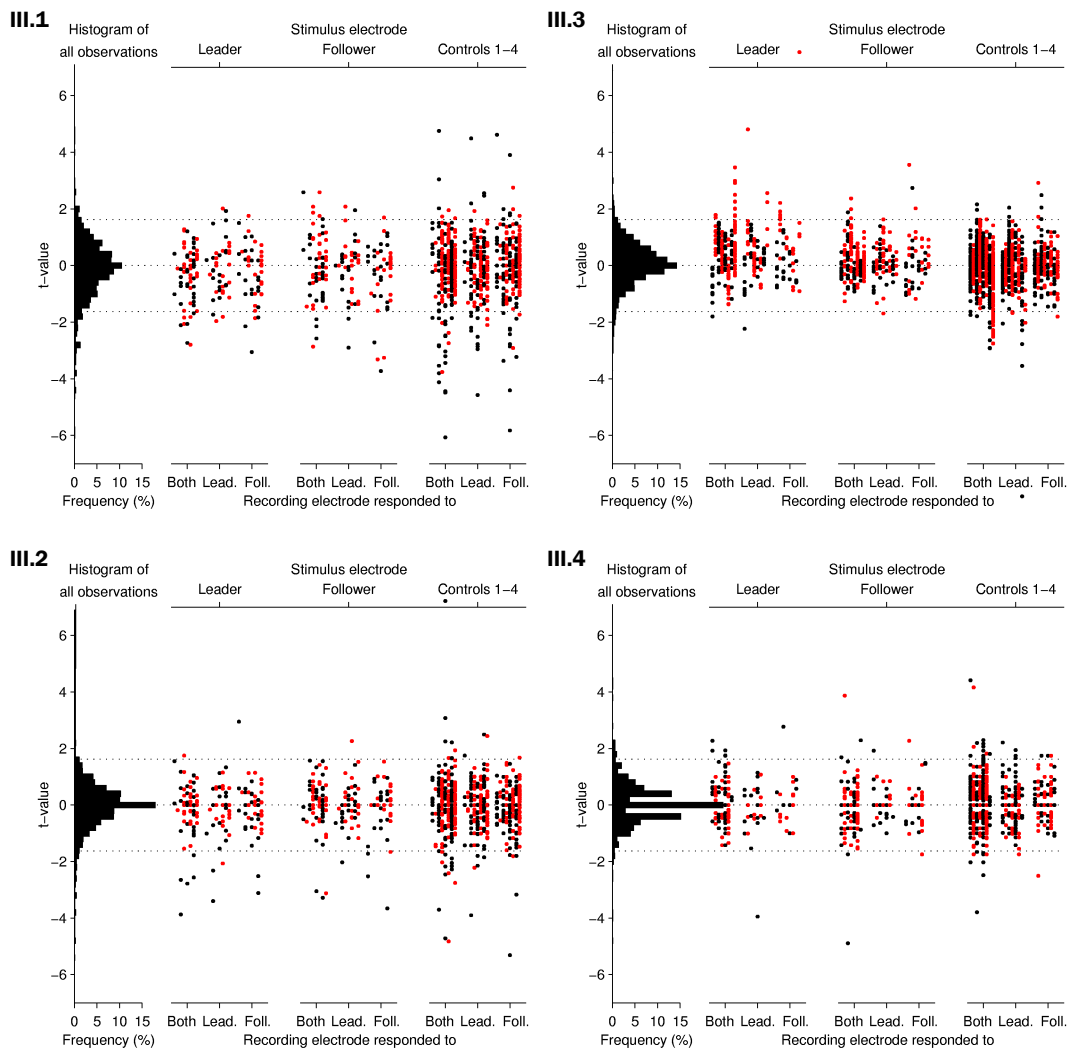 III.1
Histogram of
all observations
Stimulus electrode
Leader
Follower
Controls 1−4
t−value
6
4
2
0
−2
−4
−6
0 5 10 15
Frequency (%)
Both Lead. Foll.
Both Lead. Foll.
Both Lead. Foll.
Recording electrode responded to
III.3
Histogram of
all observations
Stimulus electrode
Leader
Follower
Controls 1−4
t−value
6
4
2
0
−2
−4
−6
0 5 10 15
Frequency (%)
Both Lead. Foll.
Both Lead. Foll.
Both Lead. Foll.
Recording electrode responded to
III.2
Histogram of
all observations
Stimulus electrode
Leader
Follower
Controls 1−4
t−value
6
4
2
0
−2
−4
−6
0 5 10 15
Frequency (%)
Both Lead. Foll.
Both Lead. Foll.
Both Lead. Foll.
Recording electrode responded to
III.4
Histogram of
all observations
Stimulus electrode
Leader
Follower
Controls 1−4
t−value
6
4
2
0
−2
−4
−6
0 5 10 15
Frequency (%)
Both Lead. Foll.
Both Lead. Foll.
Both Lead. Foll.
Recording electrode responded to